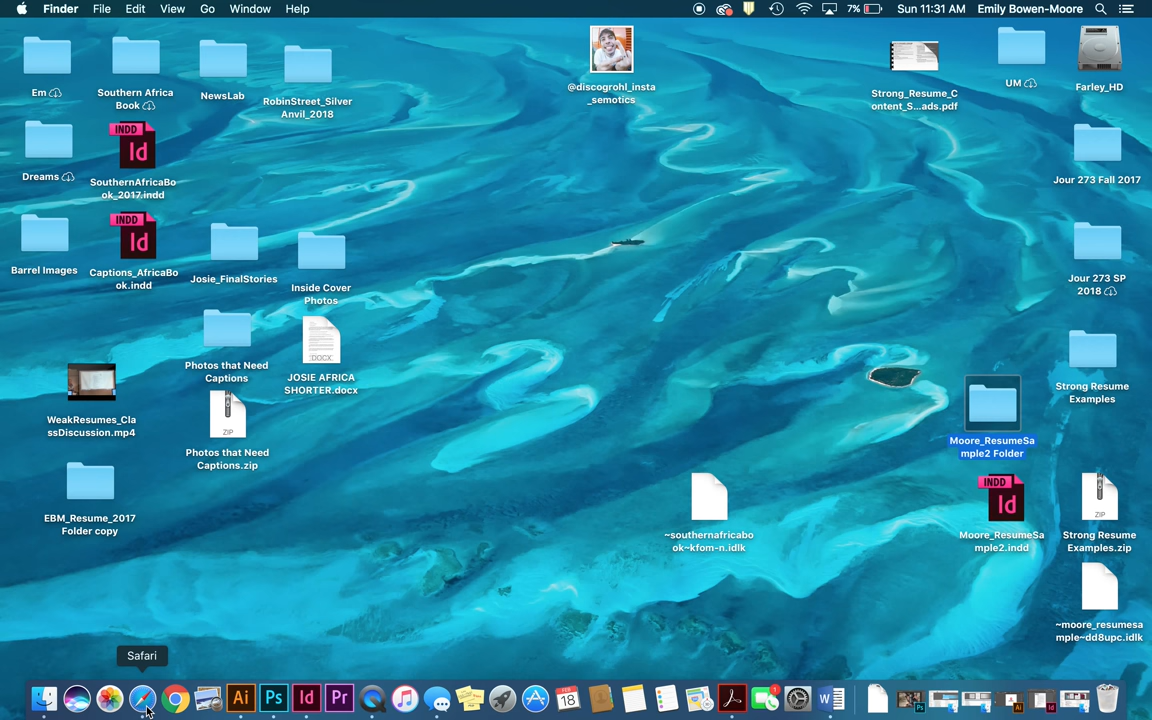 Finder File Edit View Go Window Help
7% Sun 11:31 AM Emily Bowen-Moore
Em
Southern Africa
Book
NewsLab
RobinStreet_Silver
Anvil_2018
@discogrohl_insta
_semotics
Strong_Resume_C
ontent_S...ads.pdf
UM
Farley_HD
Dreams
INDD
Id
SouthernAfricaBo
ok_2017.indd
Jour 273 Fall 2017
Barrel Images
INDD
Id
Captions_AfricaBo
ok.indd
Josie_FinalStories
Inside Cover
Photos
Jour 273 SP
2018
Photos that Need
Captions
DOCX
JOSIE AFRICA
SHORTER.docx
Strong Resume
Examples
WeakResumes_Cla
ssDiscussion.mp4
ZIP
Photos that Need
Captions.zip
Moore_ResumeSa
mple2 Folder
EBM_Resume_2017
Folder copy
~southernafricabo
ok~kfom-n.idlk
INDD
Id
Moore_ResumeSa
mple2.indd
ZIP
Strong Resume
Examples.zip
~moore_resumesa
mple~dd8upc.idlk
Safari
Ai Ps Id Pr FEB 18 1 W
Ps Ai Id